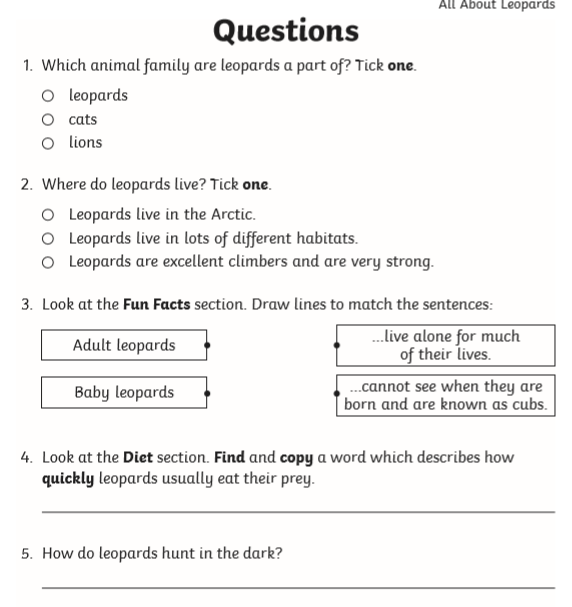 All About Leopards
Questions
1. Which animal family are leopards a part of? Tick one.
leopards
cats
lions
2. Where do leopards live? Tick one.
Leopards live in the Arctic.
Leopards live in lots of different habitats.
Leopards are excellent climbers and are very strong.
3. Look at the Fun Facts section. Draw lines to match the sentences:
Adult leopards
...live alone for much
of their lives.
Baby leopards
...cannot see when they are
born and are known as cubs.
4. Look at the Diet section. Find and copy a word which describes how
quickly leopards usually eat their prey.
5. How do leopards hunt in the dark?